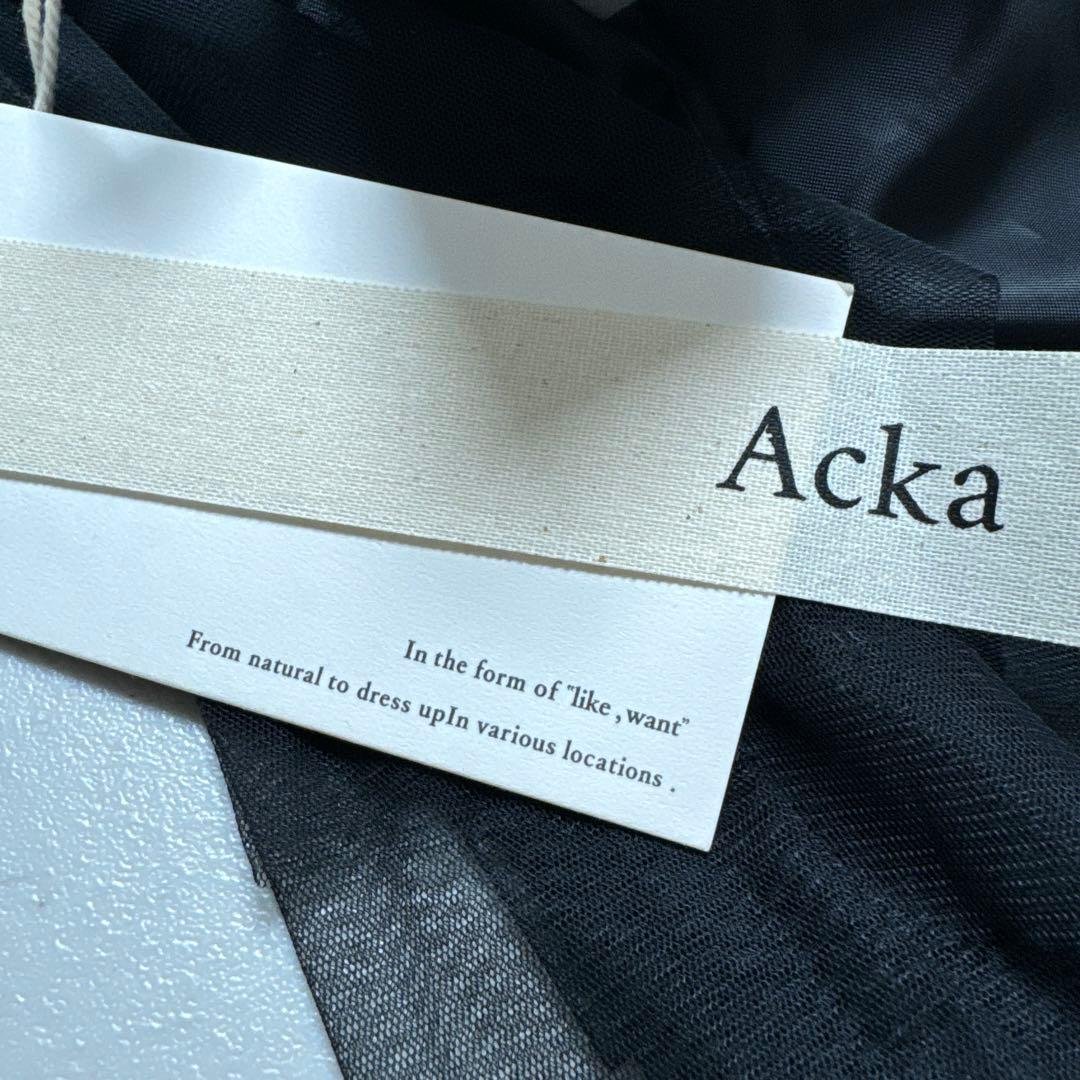 Acka
In the form of "like , want"
From natural to dress upIn various locations .